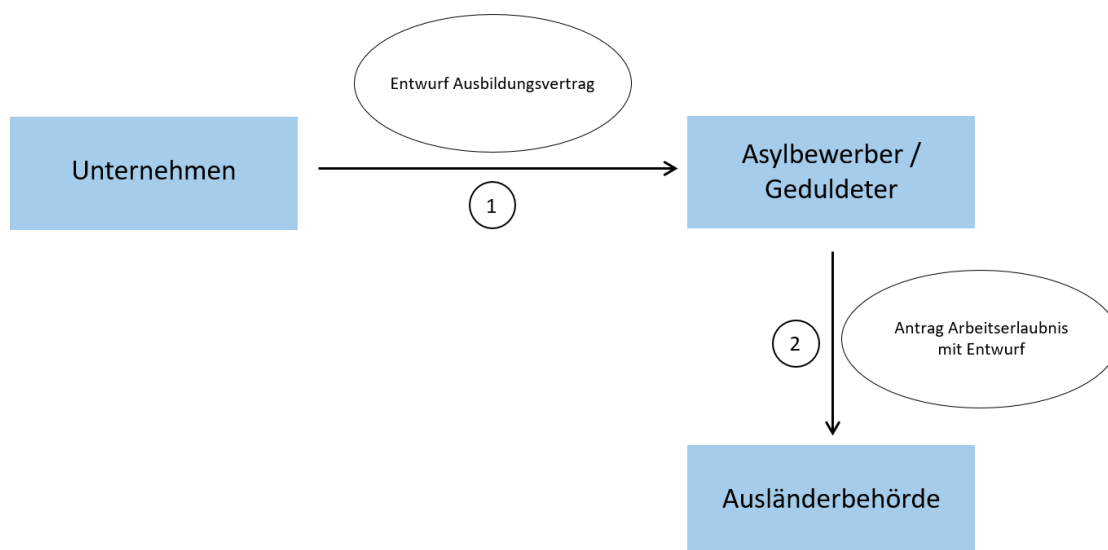 Entwurf Ausbildungsvertrag
Unternehmen
Asylbewerber /
Geduldeter
1
2
Antrag Arbeitserlaubnis
mit Entwurf
Ausländerbehörde